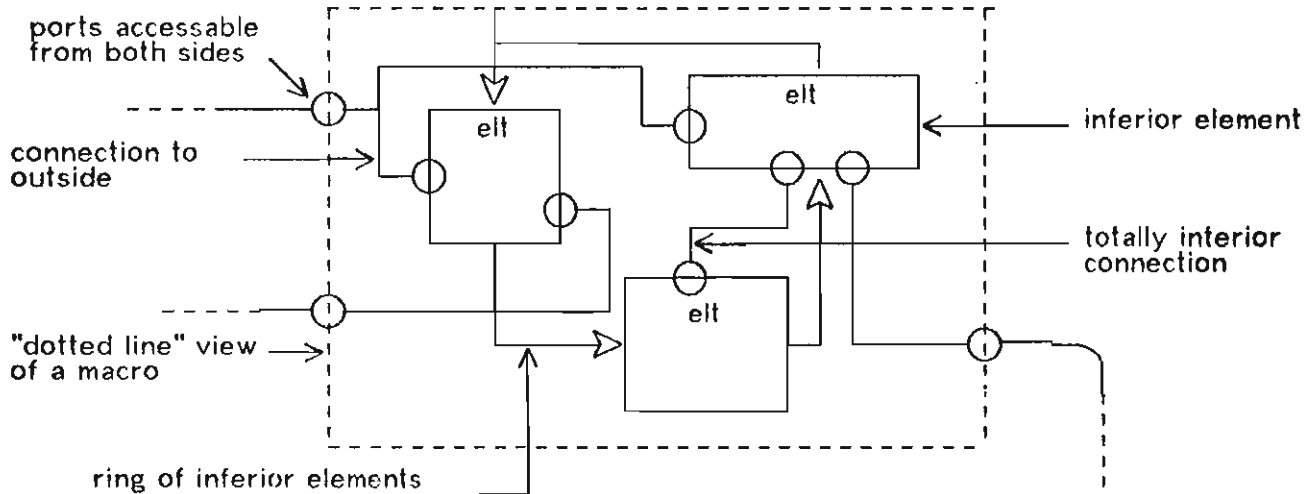 ports accessable
from both sides
elt
elt
inferior element
connection to
outside
totally interior
connection
elt
"dotted line" view
of a macro
ring of inferior elements